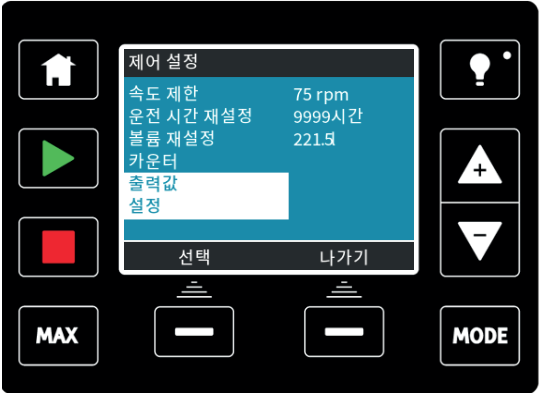 제어 설정
속도 제한 75 rpm
운전 시간 재설정 9999시간
볼륨 재설정 221.5l
카운터
출력값
설정
선택 나가기
MAX MODE